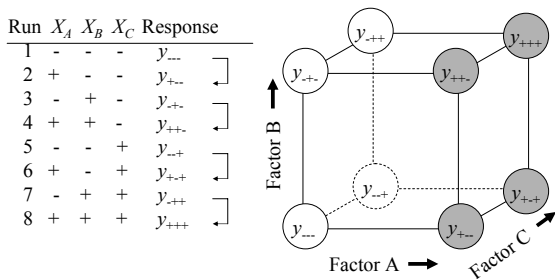 Run X_A X_B X_C Response
1 - - - y_---
2 + - - y_+--
3 - + - y_-+-
4 + + - y_++-
5 - - + y_--+
6 + - + y_+-+
7 - + + y_-++
8 + + + y_+++
y_-++
y_+++
y_-+-
y_++-
Factor B
y_--+
y_+-+
y_---
y_+--
Factor A
Factor C